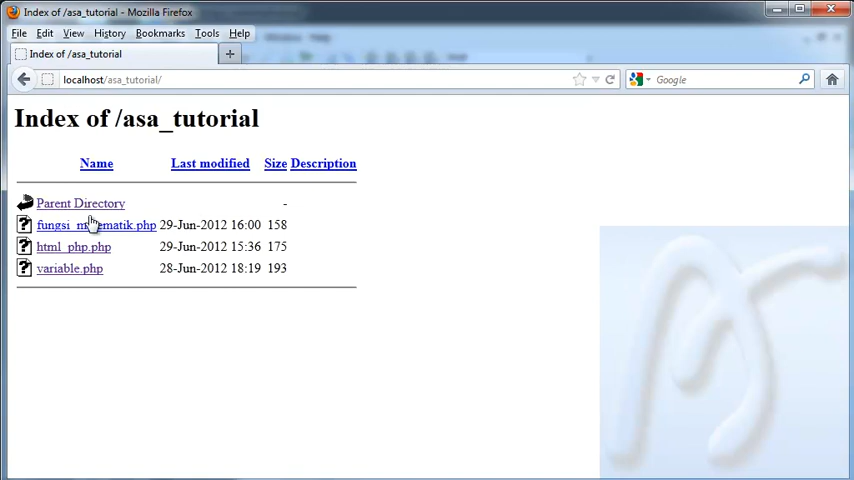 Index of /asa_tutorial - Mozilla Firefox
File Edit View History Bookmarks Tools Help
Index of /asa_tutorial
localhost/asa_tutorial/
Google
Index of /asa_tutorial
Name Last modified Size Description
Parent Directory -
fungsi_matematik.php 29-Jun-2012 16:00 158
html_php.php 29-Jun-2012 15:36 175
variable.php 28-Jun-2012 18:19 193